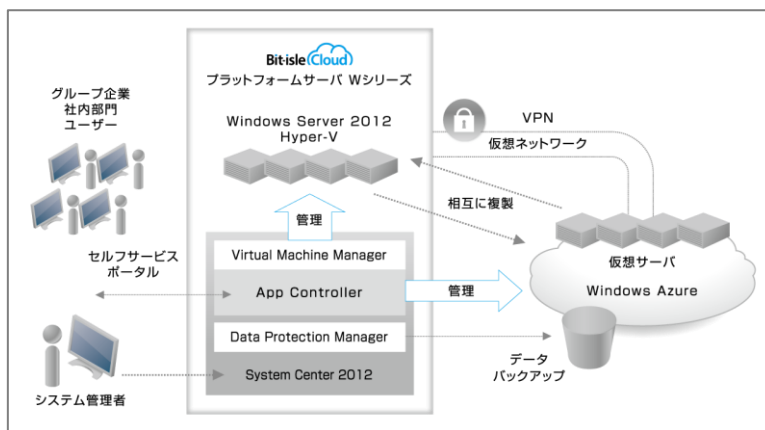 Bit-isle Cloud
プラットフォームサーバ Wシリーズ
グループ企業
社内部門
ユーザー
Windows Server 2012
Hyper-V
VPN
仮想ネットワーク
管理
相互に複製
セルフサービス
ポータル
Virtual Machine Manager
App Controller
管理
仮想サーバ
Windows Azure
Data Protection Manager
System Center 2012
データ
バックアップ
システム管理者